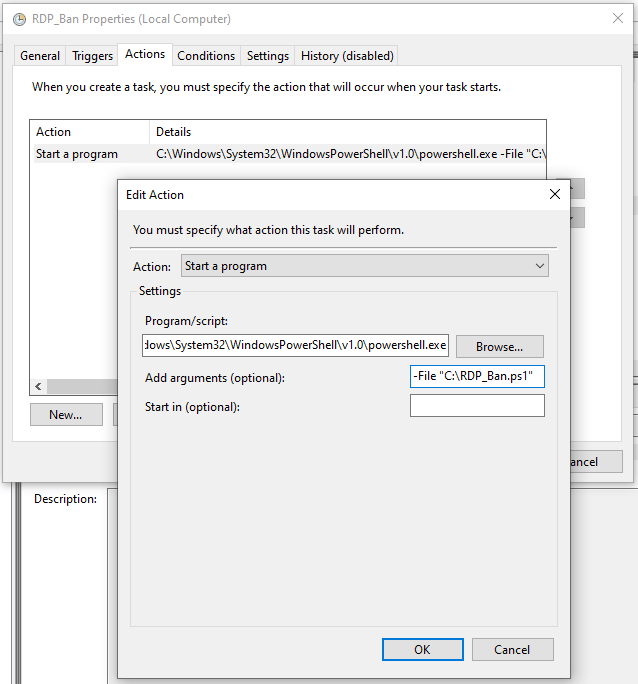 RDP_Ban Properties (Local Computer)
General Triggers Actions Conditions Settings History (disabled)
When you create a task, you must specify the action that will occur when your task starts.
Action Details
Start a program C:\Windows\System32\WindowsPowerShell\v1.0\powershell.exe -File "C:\
Edit Action
You must specify what action this task will perform.
Action: Start a program
Settings
Program/script:
dows\System32\WindowsPowerShell\v1.0\powershell.exe Browse...
Add arguments (optional): -File "C:\RDP_Ban.ps1"
Start in (optional):
New...
ancel
Description:
OK Cancel